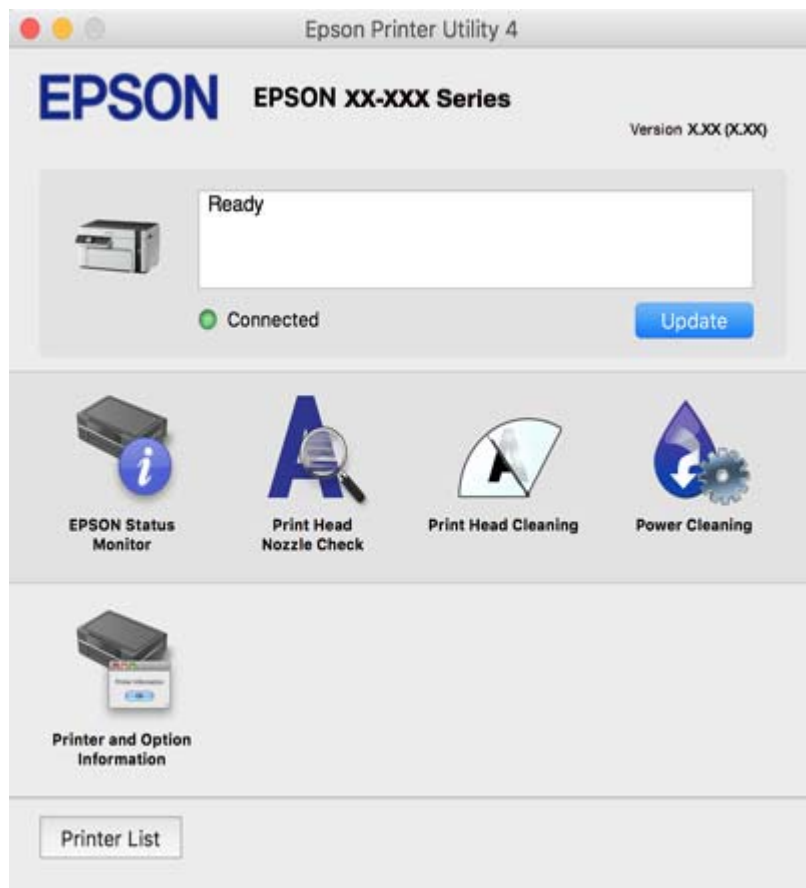 Epson Printer Utility 4
EPSON
EPSON XX-XXX Series
Version X.XX (X.XX)
Ready
Connected
Update
EPSON Status
Monitor
Print Head
Nozzle Check
Print Head Cleaning
Power Cleaning
Printer and Option
Information
Printer List